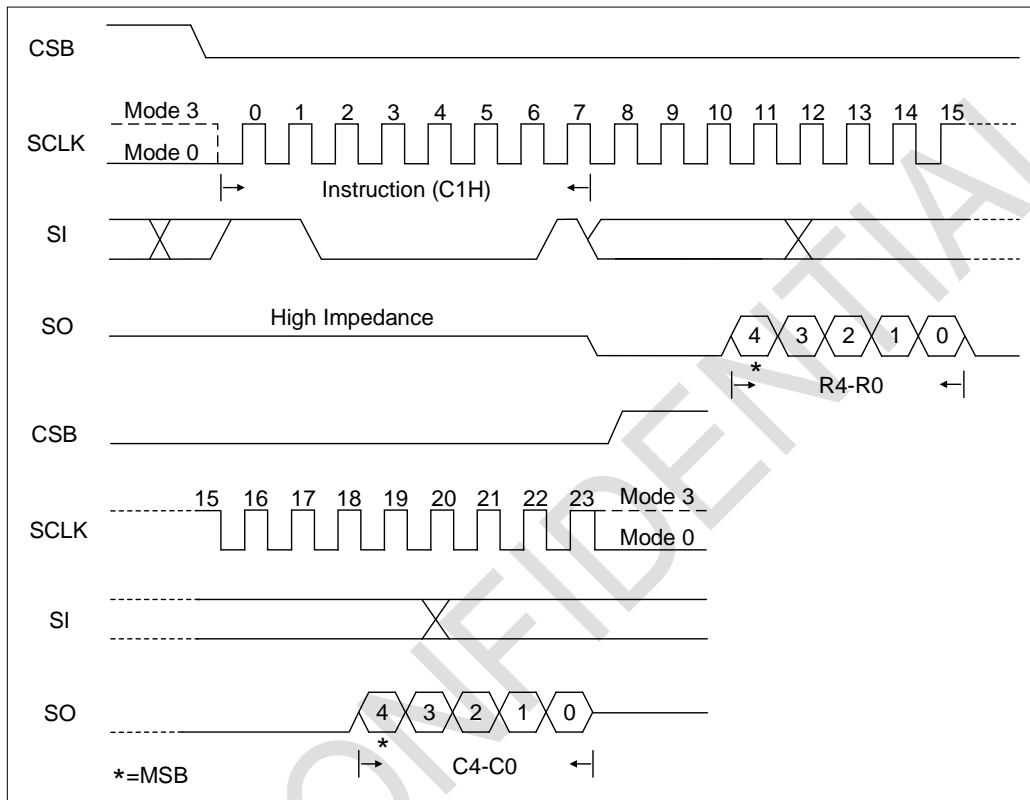 CSB
Mode 3
0 1 2 3 4 5 6 7 8 9 10 11 12 13 14 15
SCLK
Mode 0
Instruction (C1H)
SI
High Impedance
SO
4 3 2 1 0
*
R4-R0
CSB
15 16 17 18 19 20 21 22 23
Mode 3
SCLK
Mode 0
SI
SO
4 3 2 1 0
*
C4-C0
*=MSB
ONFIDENTIAL